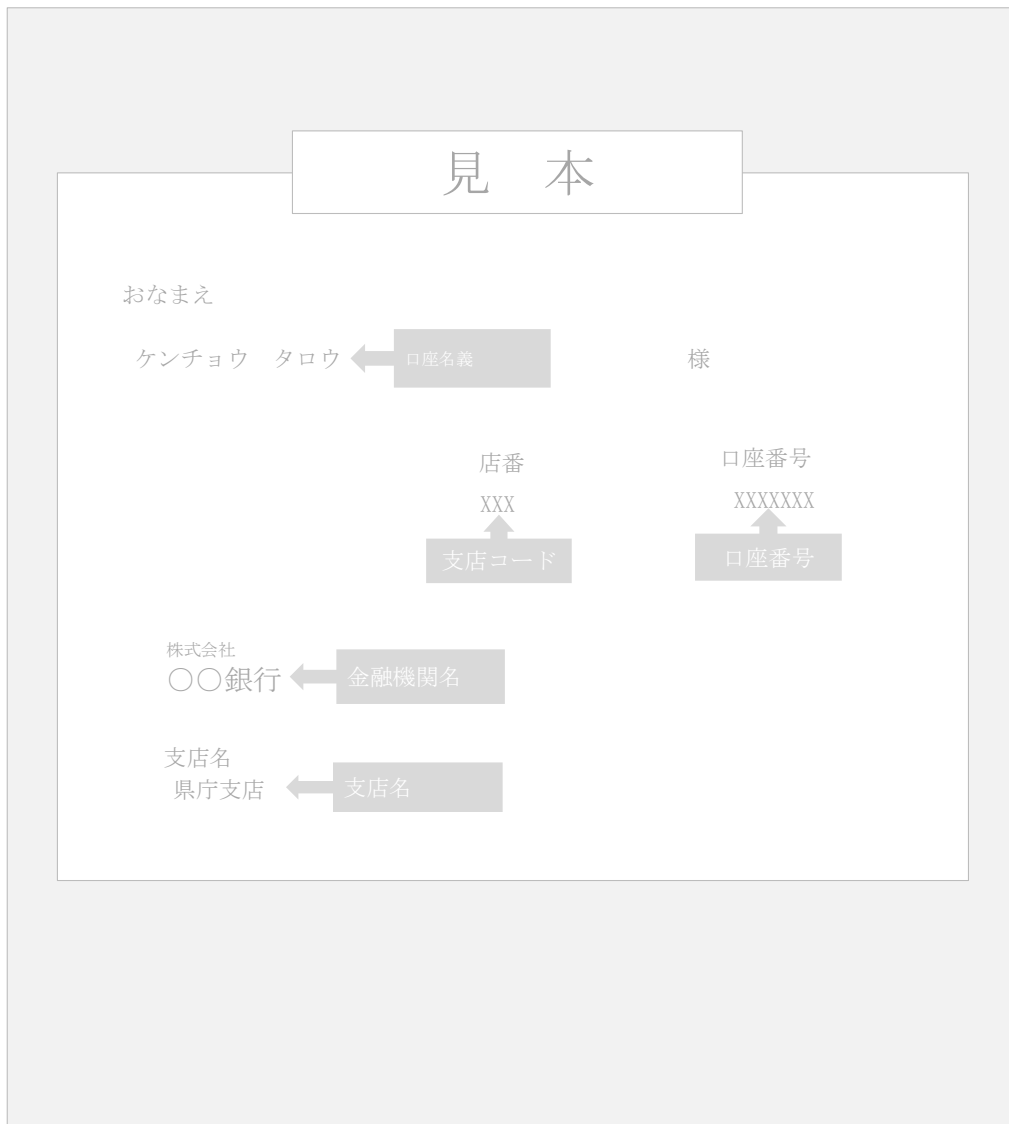 見　本
おなまえ
ケンチョウ　タロウ 口座名義 様
店番 口座番号
XXX XXXXXXX
支店コード 口座番号
株式会社
〇〇銀行 金融機関名
支店名
県庁支店 支店名